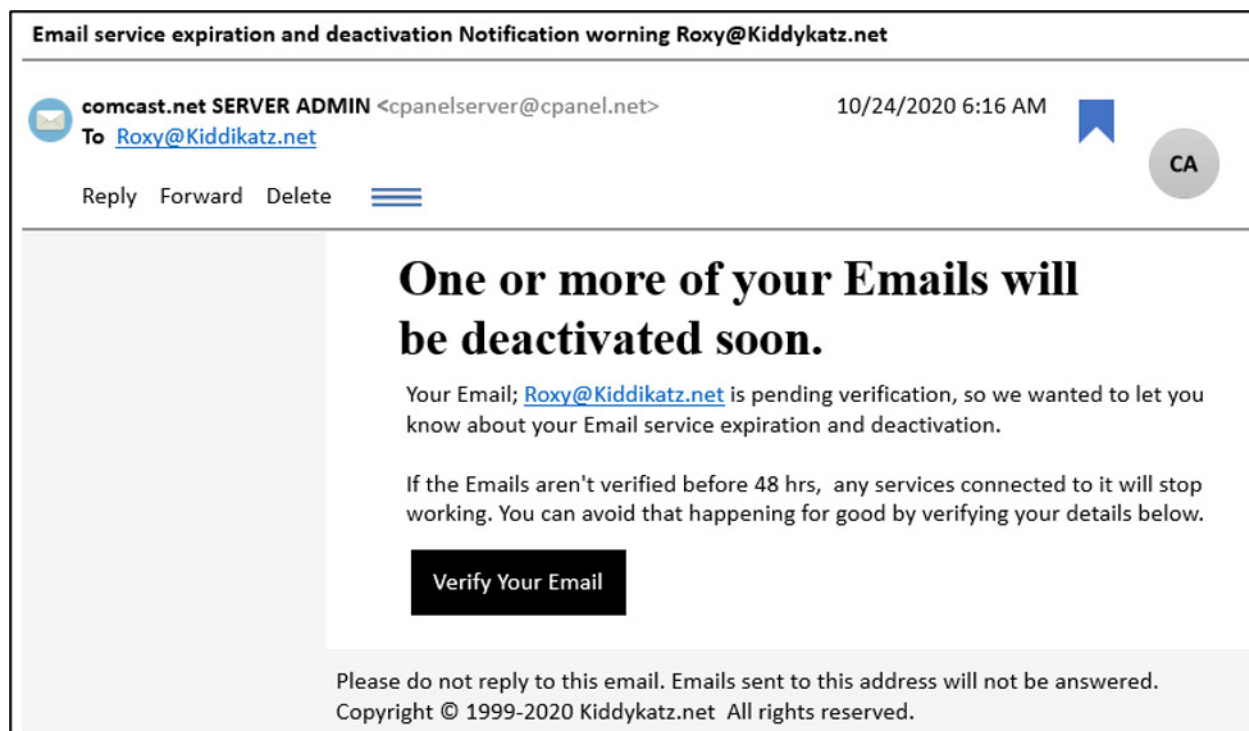 Email service expiration and deactivation Notification worning Roxy@Kiddykatz.net
comcast.net SERVER ADMIN <cpanelserver@cpanel.net> 10/24/2020 6:16 AM
To Roxy@Kiddikatz.net
CA
Reply Forward Delete
One or more of your Emails will
be deactivated soon.
Your Email; Roxy@Kiddikatz.net is pending verification, so we wanted to let you
know about your Email service expiration and deactivation.
If the Emails aren't verified before 48 hrs, any services connected to it will stop
working. You can avoid that happening for good by verifying your details below.
Verify Your Email
Please do not reply to this email. Emails sent to this address will not be answered.
Copyright © 1999-2020 Kiddykatz.net All rights reserved.